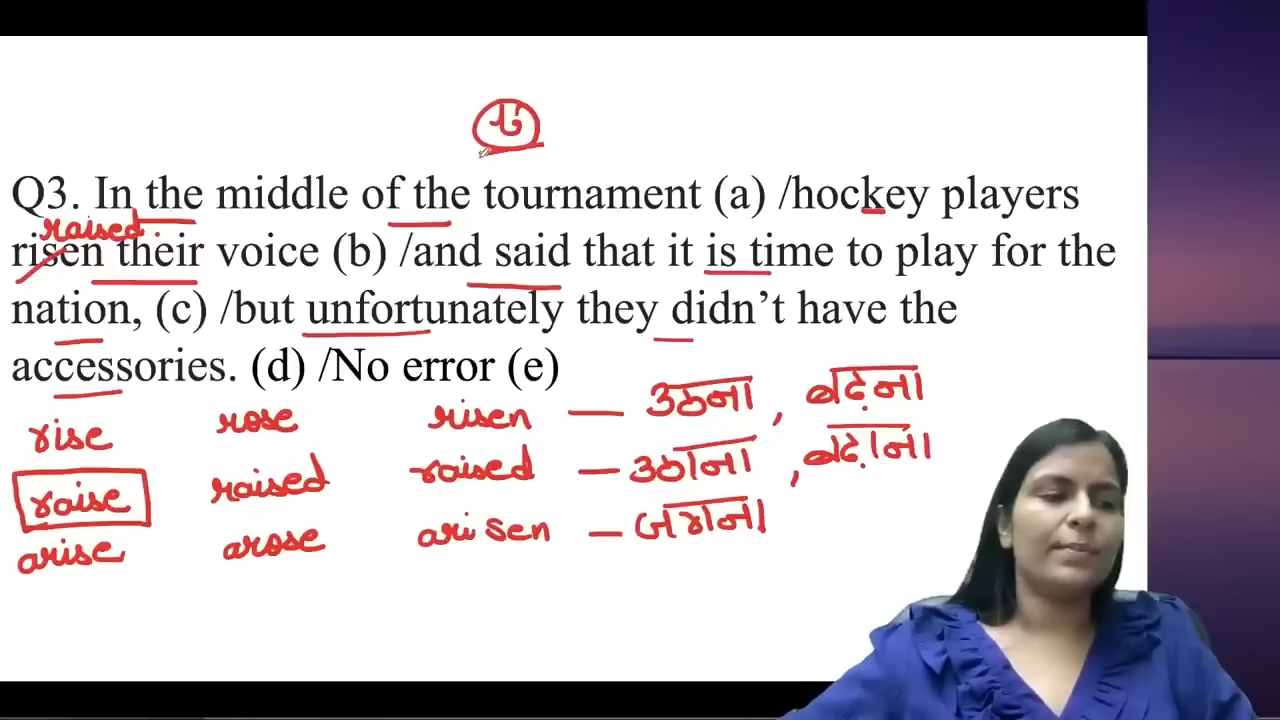 Q3. In the middle of the tournament (a) /hockey players
raised.
risen their voice (b) /and said that it is time to play for the
nation, (c) /but unfortunately they didn’t have the
accessories. (d) /No error (e)
rise rose risen — उठना, बढ़ना
raise raised raised — उठाना, बढ़ाना
arise arose arisen — जगना